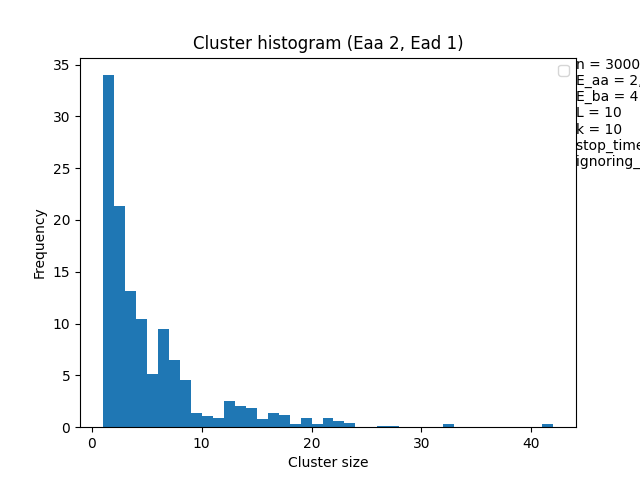 Cluster histogram (Eaa 2, Ead 1)
n = 3000
E_aa = 2,
E_ba = 4
L = 10
k = 10
stop_time
ignoring_
35
30
25
20
15
10
5
0
Frequency
0 10 20 30 40
Cluster size